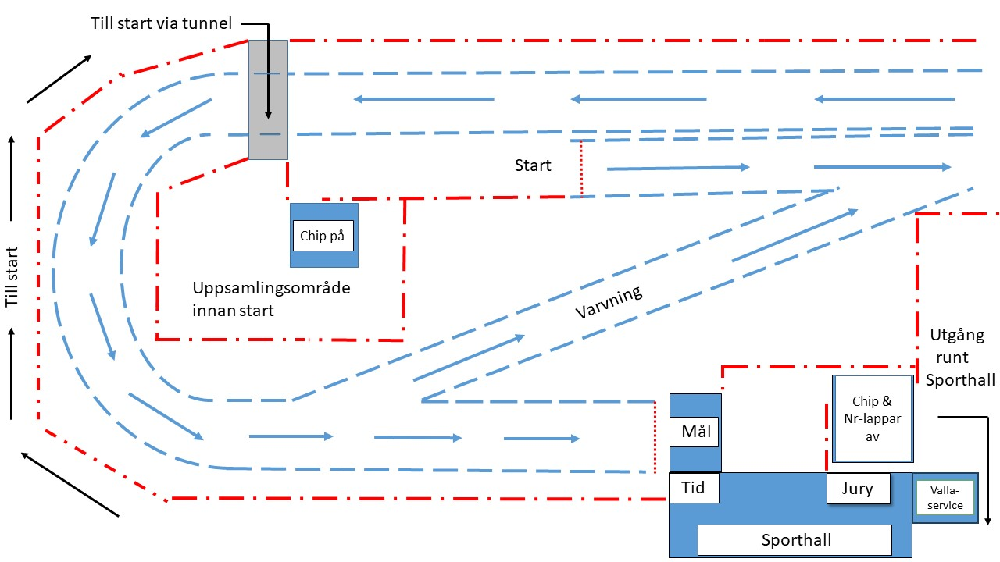 Till start via tunnel
Start
Chip på
Till start
Uppsamlingsområde
innan start
Varvning
Utgång
runt
Sporthall
Chip &
Nr-lappar
av
Mål
Tid
Jury
Valla-
service
Sporthall